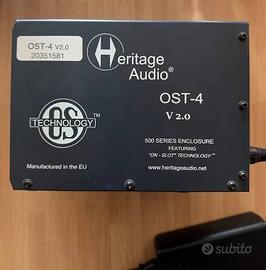 OST-4 V2.0
20351581
Heritage
Audio®
OST-4
V 2.0
OS
TECHNOLOGY™
500 SERIES ENCLOSURE
FEATURING
"ON - SLOT" TECHNOLOGY™
Manufactured in the EU
www.heritageaudio.net
subito